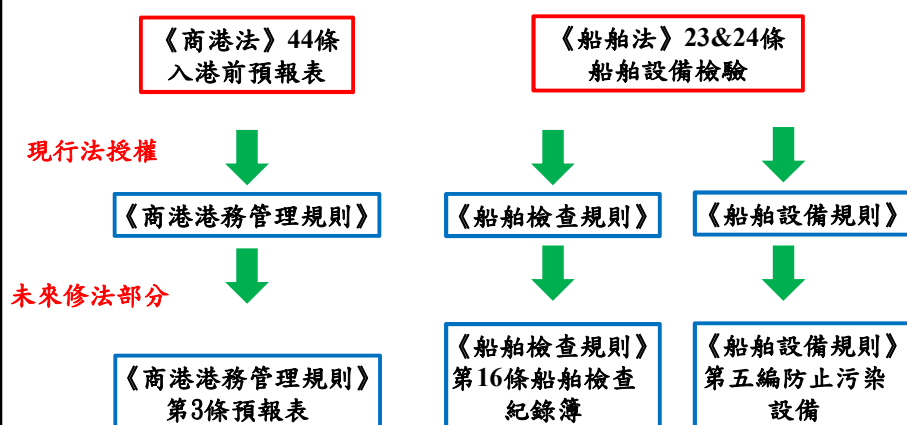 《商港法》44條
入港前預報表
《船舶法》23&24條
船舶設備檢驗
現行法授權
《商港港務管理規則》
《船舶檢查規則》
《船舶設備規則》
未來修法部分
《商港港務管理規則》
第3條預報表
《船舶檢查規則》
第16條船舶檢查
紀錄簿
《船舶設備規則》
第五編防止污染
設備